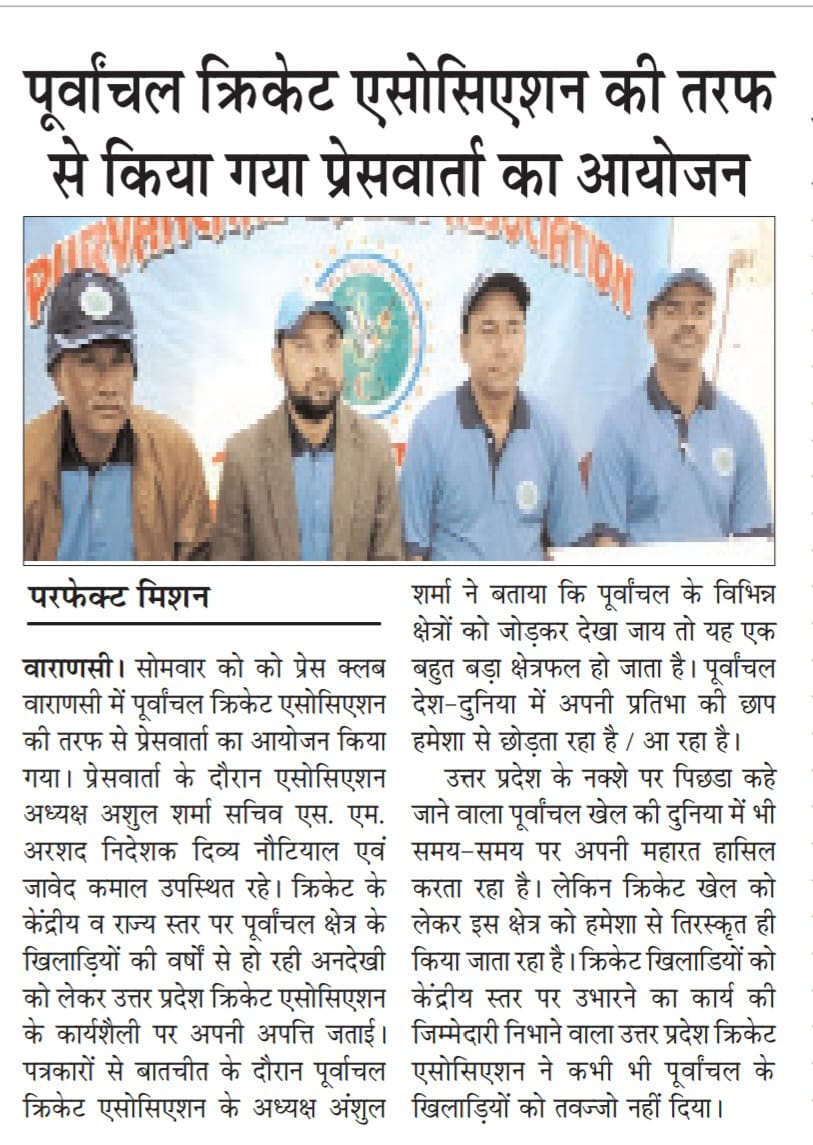 पूर्वांचल क्रिकेट एसोसिएशन की तरफ
से किया गया प्रेसवार्ता का आयोजन
PURVANCHAL ASSOCIATION
परफेक्ट मिशन
वाराणसी। सोमवार को को प्रेस क्लब
वाराणसी में पूर्वांचल क्रिकेट एसोसिएशन
की तरफ से प्रेसवार्ता का आयोजन किया
गया। प्रेसवार्ता के दौरान एसोसिएशन
अध्यक्ष अशुल शर्मा सचिव एस. एम.
अरशद निदेशक दिव्य नौटियाल एवं
जावेद कमाल उपस्थित रहे। क्रिकेट के
केंद्रीय व राज्य स्तर पर पूर्वांचल क्षेत्र के
खिलाड़ियों की वर्षों से हो रही अनदेखी
को लेकर उत्तर प्रदेश क्रिकेट एसोसिएशन
के कार्यशैली पर अपनी अपत्ति जताई।
पत्रकारों से बातचीत के दौरान पूर्वाचल
क्रिकेट एसोसिएशन के अध्यक्ष अंशुल
शर्मा ने बताया कि पूर्वांचल के विभिन्न
क्षेत्रों को जोड़कर देखा जाय तो यह एक
बहुत बड़ा क्षेत्रफल हो जाता है। पूर्वांचल
देश-दुनिया में अपनी प्रतिभा की छाप
हमेशा से छोड़ता रहा है / आ रहा है।
उत्तर प्रदेश के नक्शे पर पिछडा कहे
जाने वाला पूर्वांचल खेल की दुनिया में भी
समय-समय पर अपनी महारत हासिल
करता रहा है। लेकिन क्रिकेट खेल को
लेकर इस क्षेत्र को हमेशा से तिरस्कृत ही
किया जाता रहा है। क्रिकेट खिलाडियों को
केंद्रीय स्तर पर उभारने का कार्य की
जिम्मेदारी निभाने वाला उत्तर प्रदेश क्रिकेट
एसोसिएशन ने कभी भी पूर्वांचल के
खिलाड़ियों को तवज्जो नहीं दिया।